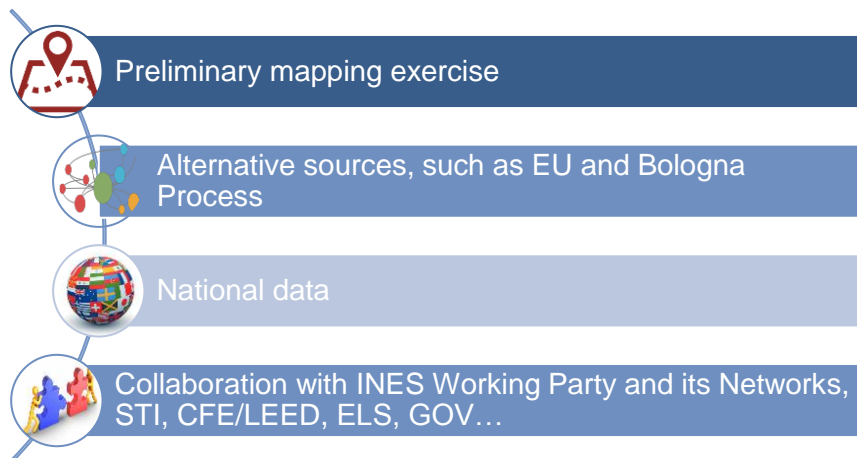 Preliminary mapping exercise
Alternative sources, such as EU and Bologna
Process
National data
Collaboration with INES Working Party and its Networks,
STI, CFE/LEED, ELS, GOV…